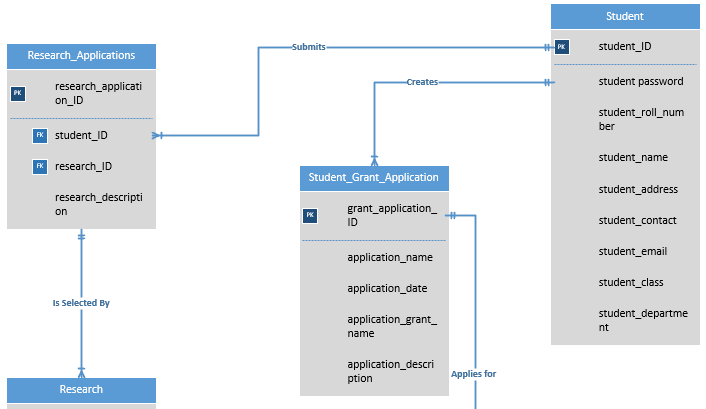 Student
PK
student_ID
student password
student_roll_num
ber
student_name
student_address
student_contact
student_email
student_class
student_departme
nt
Submits
Creates
Research_Applications
PK
research_applicati
on_ID
FK
student_ID
FK
research_ID
research_descripti
on
Student_Grant_Application
PK
grant_application_
ID
application_name
application_date
application_grant_
name
application_descri
ption
Is Selected By
Applies for
Research